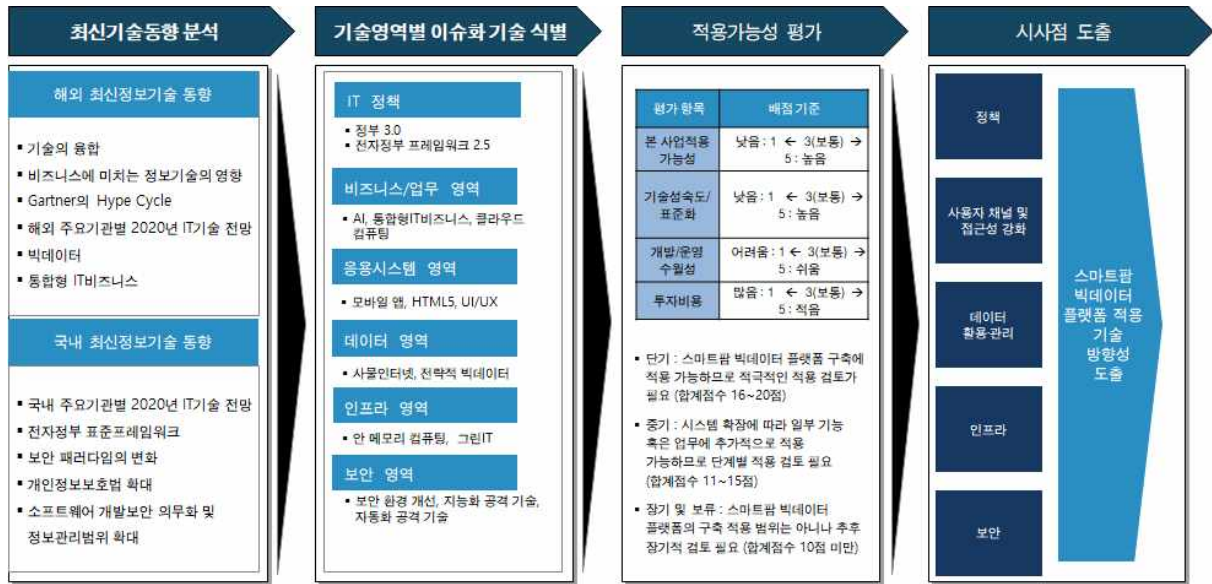 최신기술동향 분석
해외 최신정보기술 동향
▪ 기술의 융합
▪ 비즈니스에 미치는 정보기술의 영향
▪ Gartner의 Hype Cycle
▪ 해외 주요기관별 2020년 IT기술 전망
▪ 빅데이터
▪ 통합형 IT비즈니스
국내 최신정보기술 동향
▪ 국내 주요기관별 2020년 IT기술 전망
▪ 전자정부 표준프레임워크
▪ 보안 패러다임의 변화
▪ 개인정보보호법 확대
▪ 소프트웨어 개발보안 의무화 및
정보관리범위 확대
기술영역별 이슈화 기술 식별
IT 정책
▪ 정부 3.0
▪ 전자정부 프레임워크 2.5
비즈니스/업무 영역
▪ AI, 통합형IT비즈니스, 클라우드
컴퓨팅
응용시스템 영역
▪ 모바일 앱, HTML5, UI/UX
데이터 영역
▪ 사물인터넷, 전략적 빅데이터
인프라 영역
▪ 안 메모리 컴퓨팅, 그린IT
보안 영역
▪ 보안 환경 개선, 지능화 공격 기술,
자동화 공격 기술
적용가능성 평가
평가 항목 배점기준
본 사업적용
가능성
낮음 : 1 ← 3(보통) →
5 : 높음
기술성숙도/
표준화
낮음 : 1 ← 3(보통) →
5 : 높음
개발/운영
수월성
어려움 : 1 ← 3(보통) →
5 : 쉬움
투자비용
많음 : 1 ← 3(보통) →
5 : 적음
▪ 단기 : 스마트팜 빅데이터 플랫폼 구축에
적용 가능하므로 적극적인 적용 검토가
필요 (합계점수 16~20점)
▪ 중기 : 시스템 확장에 따라 일부 기능
혹은 업무에 추가적으로 적용
가능하므로 단계별 적용 검토 필요
(합계점수 11~15점)
▪ 장기 및 보류 : 스마트팜 빅데이터
플랫폼의 구축 적용 범위는 아니나 추후
장기적 검토 필요 (합계점수 10점 미만)
시사점 도출
정책
사용자 채널 및
접근성 강화
데이터
활용·관리
인프라
보안
스마트팜
빅데이터
플랫폼 적용
기술
방향성
도출